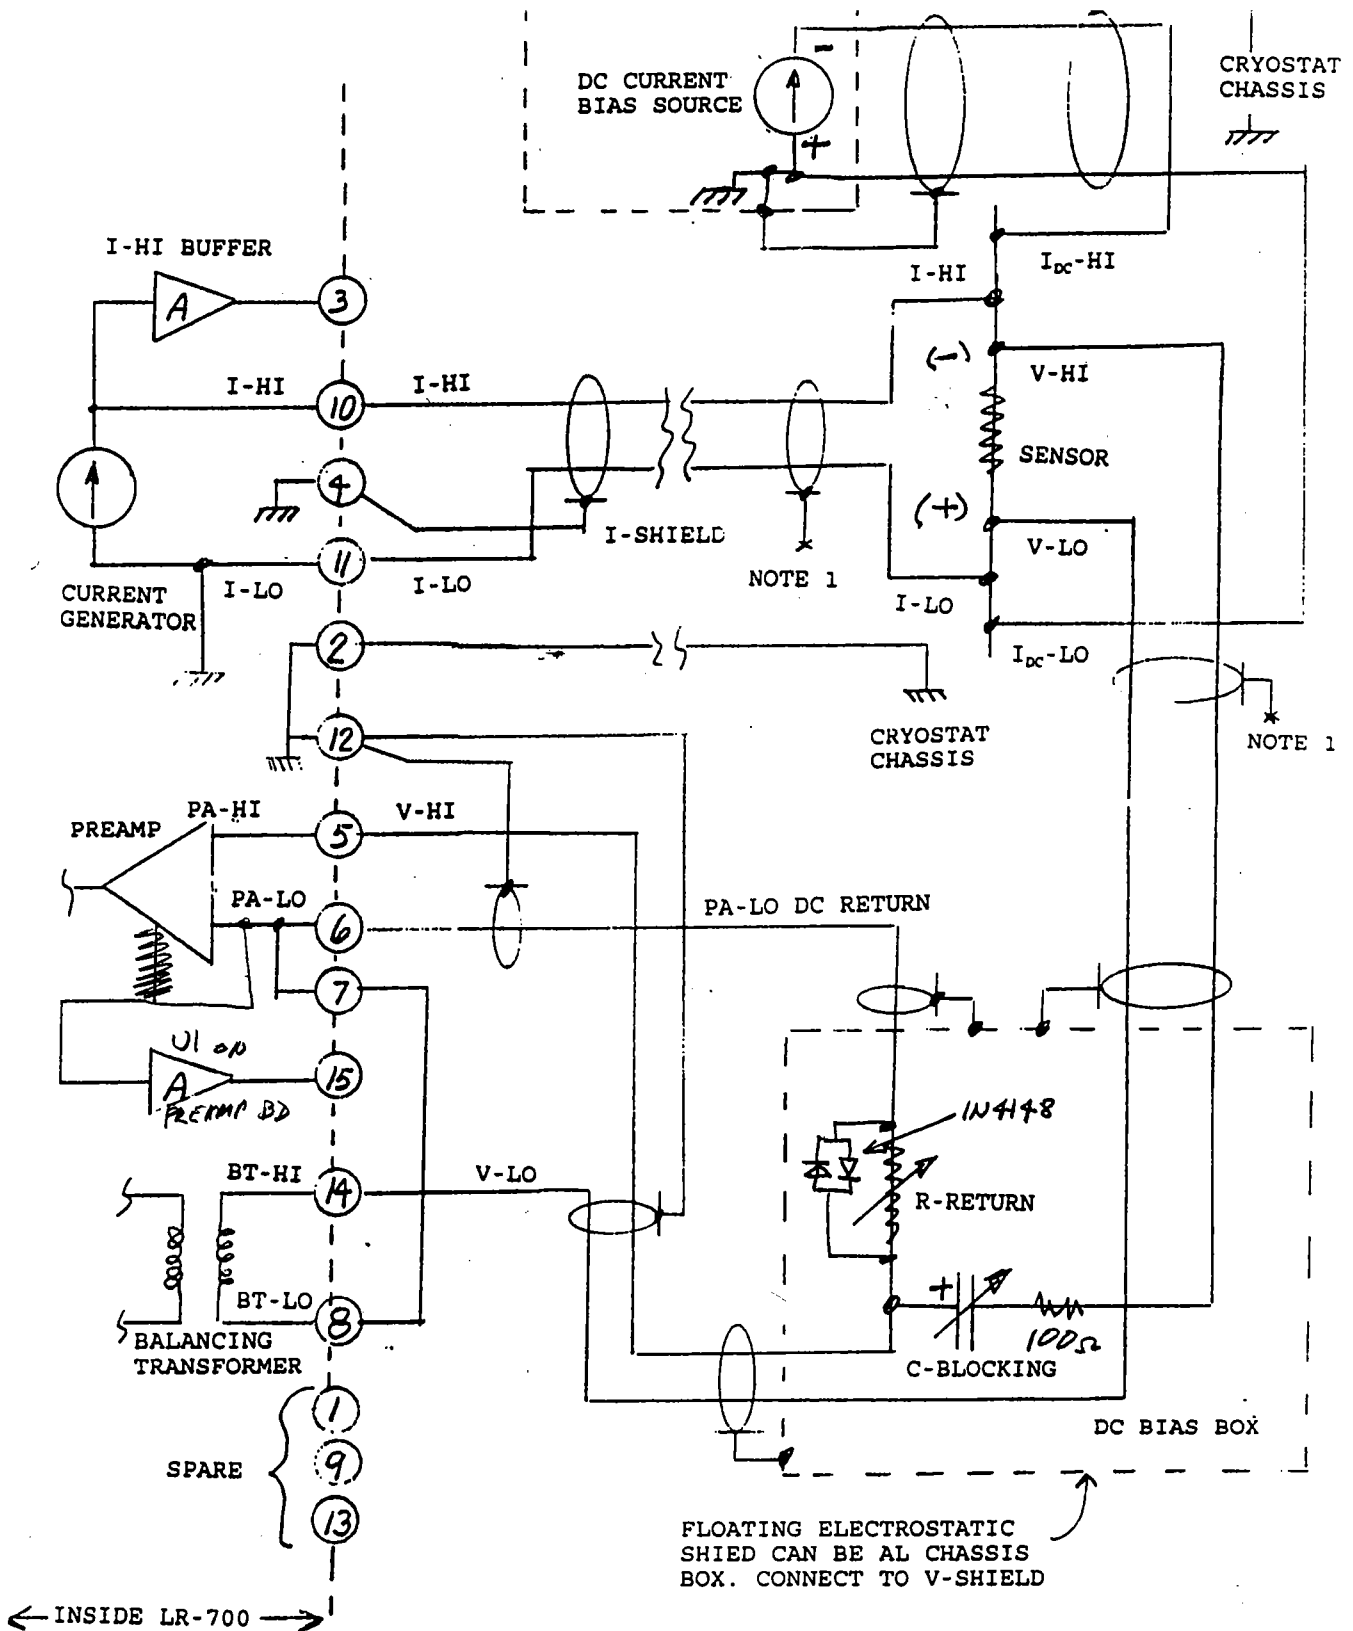 DC CURRENT
BIAS SOURCE
-
+
CRYOSTAT
CHASSIS
I-HI BUFFER
A
3
I-HI
I_DC-HI
I-HI
10
I-HI
(-)
V-HI
SENSOR
4
I-SHIELD
(+)
V-LO
11
I-LO
I-LO
NOTE 1
I-LO
CURRENT
GENERATOR
2
I_DC-LO
CRYOSTAT
CHASSIS
NOTE 1
12
PREAMP
PA-HI
5
V-HI
PA-LO
6
PA-LO DC RETURN
7
U1 ON
A
PREAMP BD
15
1N4148
BT-HI
14
V-LO
R-RETURN
BT-LO
8
+
100Ω
C-BLOCKING
BALANCING
TRANSFORMER
SPARE
1
9
13
DC BIAS BOX
FLOATING ELECTROSTATIC
SHIED CAN BE AL CHASSIS
BOX. CONNECT TO V-SHIELD
INSIDE LR-700